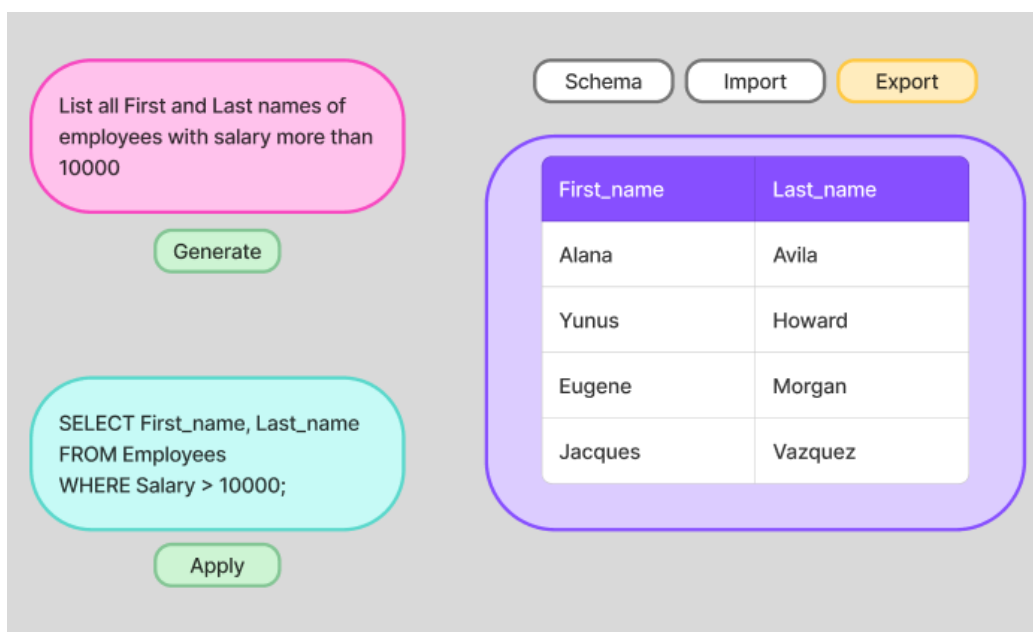 List all First and Last names of
employees with salary more than
10000
Generate
SELECT First_name, Last_name
FROM Employees
WHERE Salary > 10000;
Apply
Schema Import Export
First_name Last_name
Alana Avila
Yunus Howard
Eugene Morgan
Jacques Vazquez